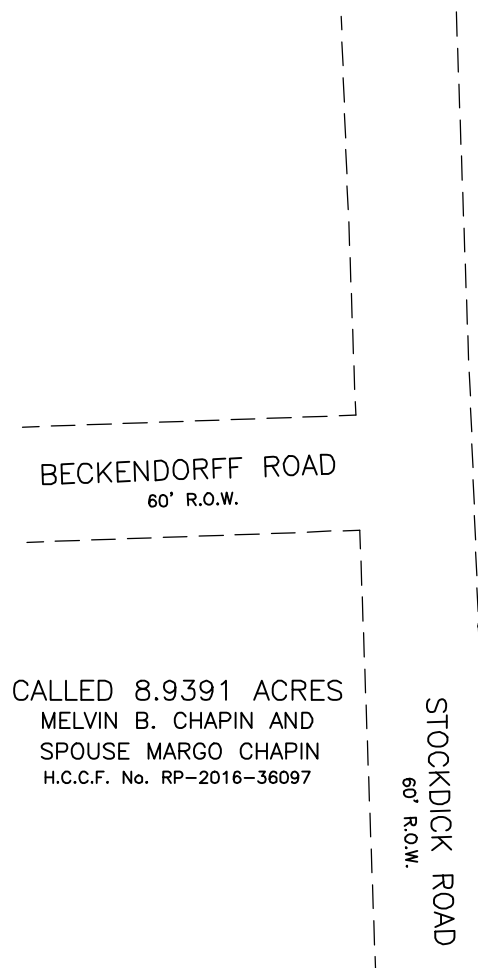 BECKENDORFF ROAD
60' R.O.W.
CALLED 8.9391 ACRES
MELVIN B. CHAPIN AND
SPOUSE MARGO CHAPIN
H.C.C.F. No. RP-2016-36097
STOCKDICK ROAD
60' R.O.W.